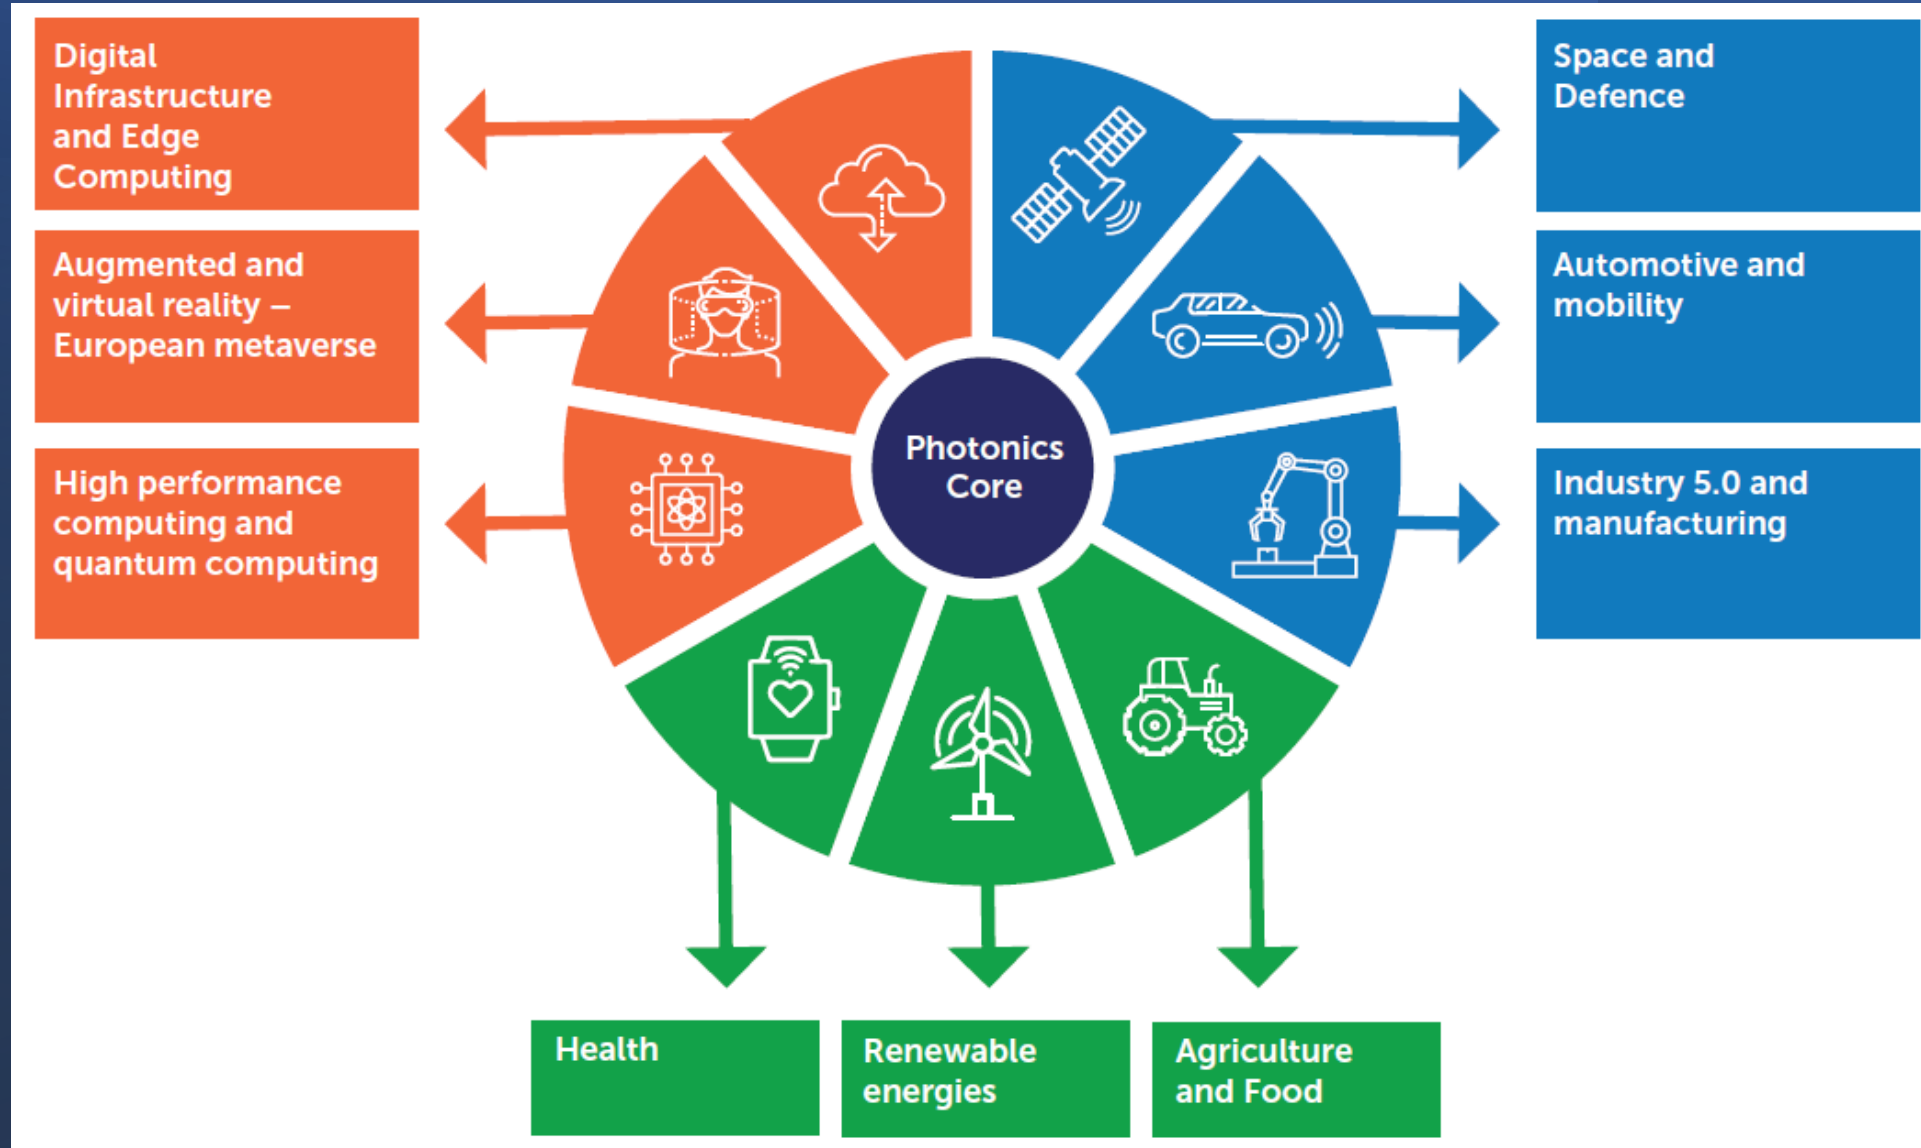 Digital
Infrastructure
and Edge
Computing
Augmented and
virtual reality –
European metaverse
High performance
computing and
quantum computing
Photonics
Core
Space and
Defence
Automotive and
mobility
Industry 5.0 and
manufacturing
Health
Renewable
energies
Agriculture
and Food